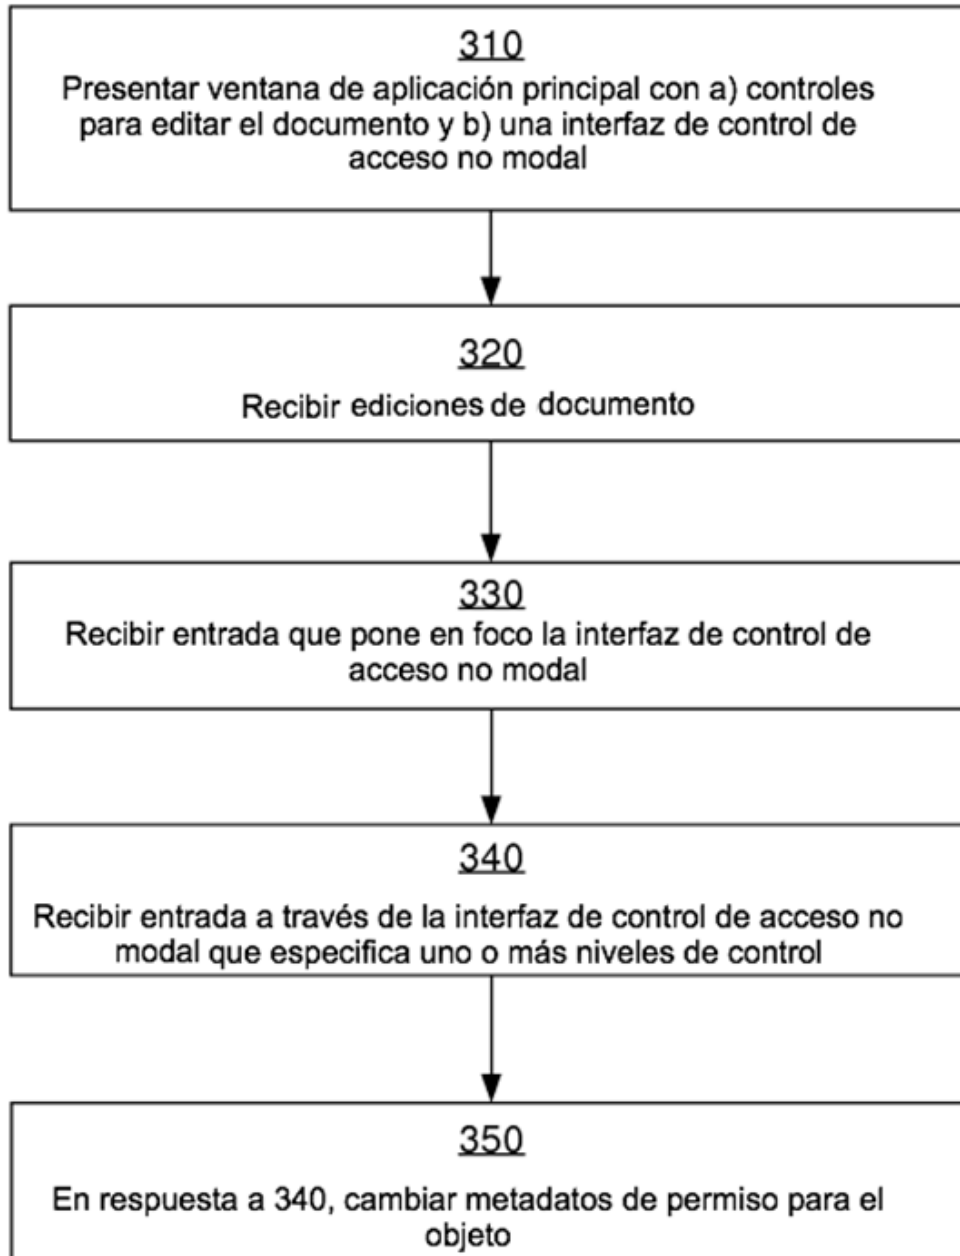 310
Presentar ventana de aplicación principal con a) controles
para editar el documento y b) una interfaz de control de
acceso no modal
320
Recibir ediciones de documento
330
Recibir entrada que pone en foco la interfaz de control de
acceso no modal
340
Recibir entrada a través de la interfaz de control de acceso no
modal que especifica uno o más niveles de control
350
En respuesta a 340, cambiar metadatos de permiso para el
objeto